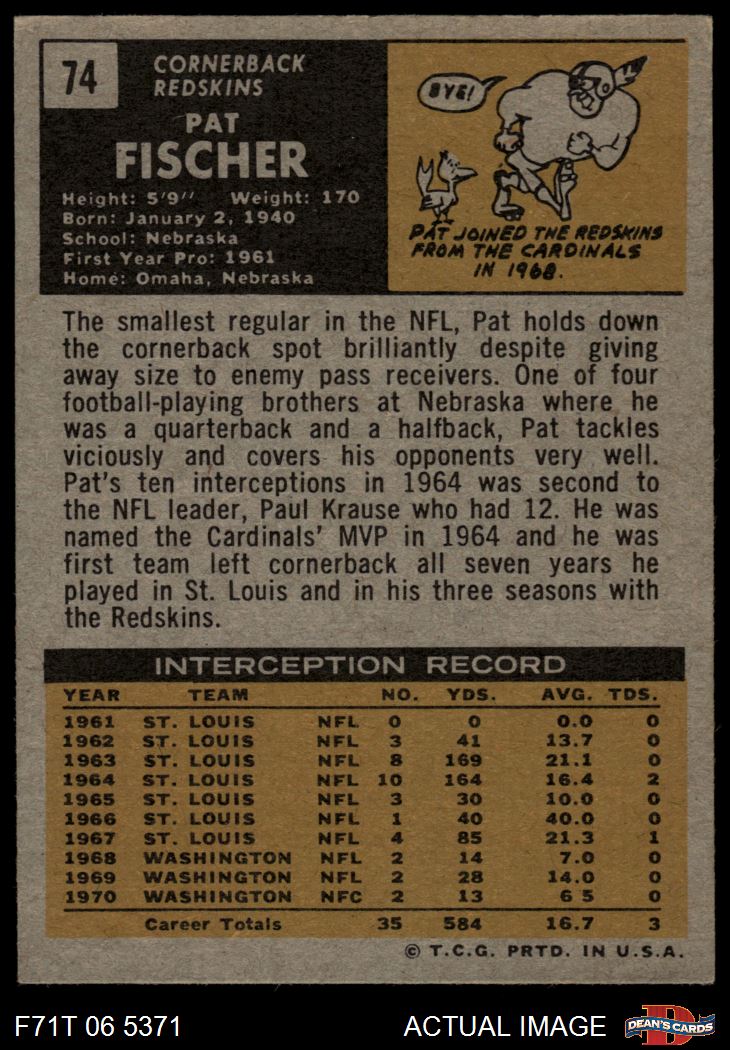 74
CORNERBACK
REDSKINS
PAT
FISCHER
Height: 5'9" Weight: 170
Born: January 2, 1940
School: Nebraska
First Year Pro: 1961
Home: Omaha, Nebraska
BYE!
PAT JOINED THE REDSKINS
FROM THE CARDINALS
IN 1968.
The smallest regular in the NFL, Pat holds down
the cornerback spot brilliantly despite giving
away size to enemy pass receivers. One of four
football-playing brothers at Nebraska where he
was a quarterback and a halfback, Pat tackles
viciously and covers his opponents very well.
Pat's ten interceptions in 1964 was second to
the NFL leader, Paul Krause who had 12. He was
named the Cardinals' MVP in 1964 and he was
first team left cornerback all seven years he
played in St. Louis and in his three seasons with
the Redskins.
INTERCEPTION RECORD
YEAR TEAM NO. YDS. AVG. TDS.
1961 ST. LOUIS NFL 0 0 0.0 0
1962 ST. LOUIS NFL 3 41 13.7 0
1963 ST. LOUIS NFL 8 169 21.1 0
1964 ST. LOUIS NFL 10 164 16.4 2
1965 ST. LOUIS NFL 3 30 10.0 0
1966 ST. LOUIS NFL 1 40 40.0 0
1967 ST. LOUIS NFL 4 85 21.3 1
1968 WASHINGTON NFL 2 14 7.0 0
1969 WASHINGTON NFL 2 28 14.0 0
1970 WASHINGTON NFC 2 13 6 5 0
Career Totals 35 584 16.7 3
© T.C.G. PRTD. IN U.S.A.
F71T 06 5371 ACTUAL IMAGE D DEAN'S CARDS